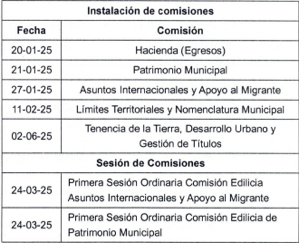 Instalación de comisiones
Fecha Comisión
20-01-25 Hacienda (Egresos)
21-01-25 Patrimonio Municipal
27-01-25 Asuntos Internacionales y Apoyo al Migrante
11-02-25 Límites Territoriales y Nomenclatura Municipal
02-06-25 Tenencia de la Tierra, Desarrollo Urbano y
Gestión de Títulos
Sesión de Comisiones
24-03-25 Primera Sesión Ordinaria Comisión Edilicia
Asuntos Internacionales y Apoyo al Migrante
24-03-25 Primera Sesión Ordinaria Comisión Edilicia de
Patrimonio Municipal